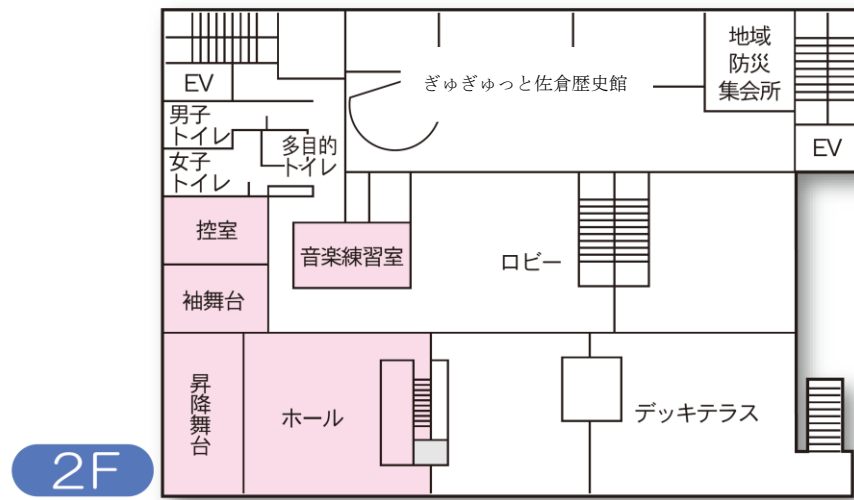 地域
防災
集会所
ぎゅぎゅっと佐倉歴史館
EV
男子
トイレ
多目的
トイレ
女子
トイレ
EV
控室
音楽練習室
ロビー
袖舞台
昇降舞台
ホール
デッキテラス
2F